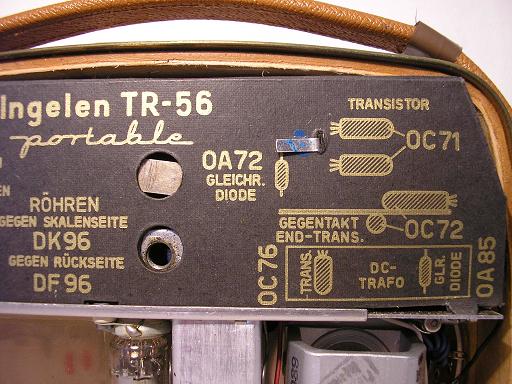 Ingelen TR-56
portable
TRANSISTOR
OC71
OA72
GLEICHR.
DIODE
RÖHREN
GEGEN SKALENSEITE
DK96
GEGEN RÜCKSEITE
DF96
GEGENTAKT
END-TRANS.
OC72
OC76
TRANS.
DC-
TRAFO
GLR.
DIODE
OA85